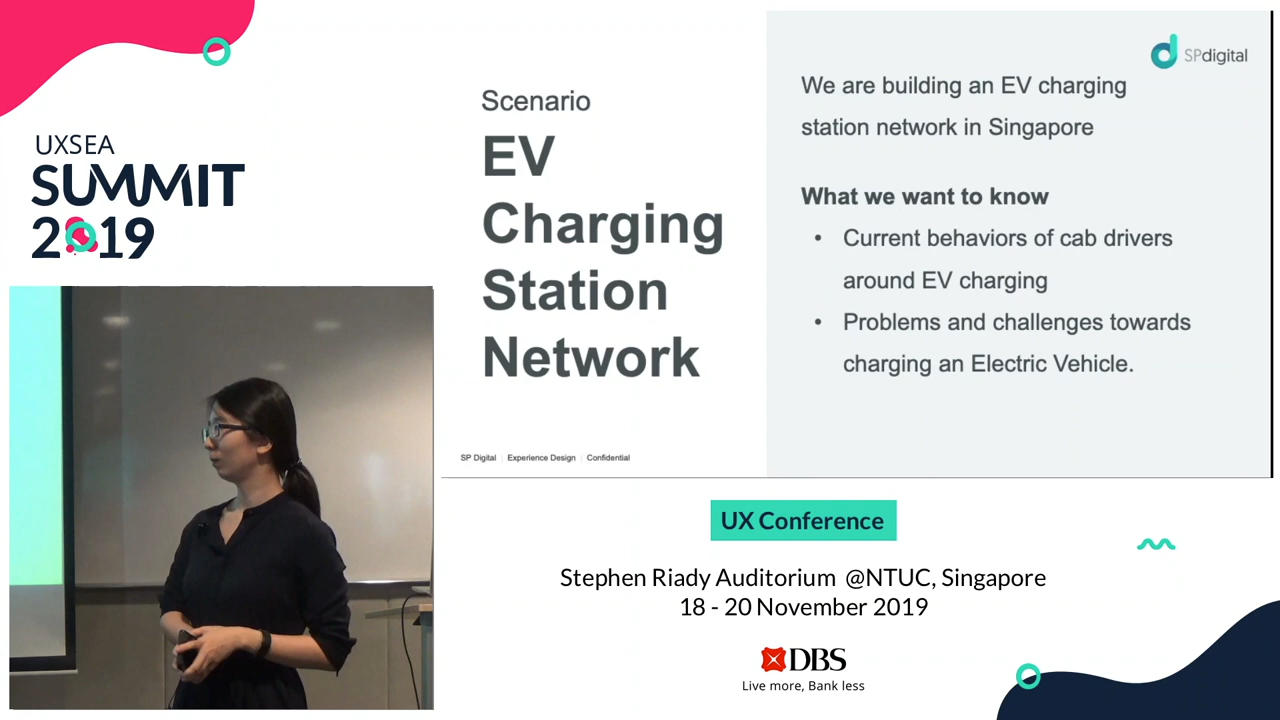 UXSEA
SUMMIT
2019
Scenario
EV
Charging
Station
Network
SP Digital | Experience Design | Confidential
SPdigital
We are building an EV charging
station network in Singapore
What we want to know
• Current behaviors of cab drivers
around EV charging
• Problems and challenges towards
charging an Electric Vehicle.
UX Conference
Stephen Riady Auditorium @NTUC, Singapore
18 - 20 November 2019
DBS
Live more, Bank less